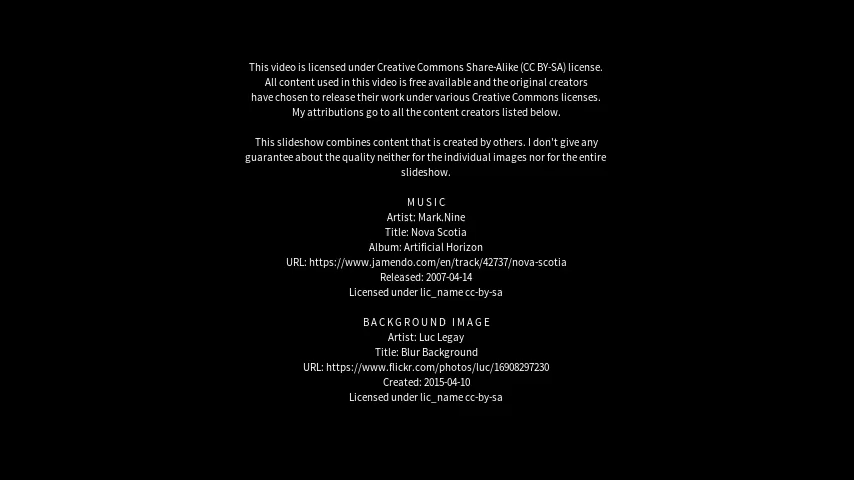 This video is licensed under Creative Commons Share-Alike (CC BY-SA) license.
All content used in this video is free available and the original creators
have chosen to release their work under various Creative Commons licenses.
My attributions go to all the content creators listed below.
This slideshow combines content that is created by others. I don't give any
guarantee about the quality neither for the individual images nor for the entire
slideshow.
MUSIC
Artist: Mark.Nine
Title: Nova Scotia
Album: Artificial Horizon
URL: https://www.jamendo.com/en/track/42737/nova-scotia
Released: 2007-04-14
Licensed under lic_name cc-by-sa
BACKGROUND IMAGE
Artist: Luc Legay
Title: Blur Background
URL: https://www.flickr.com/photos/luc/16908297230
Created: 2015-04-10
Licensed under lic_name cc-by-sa